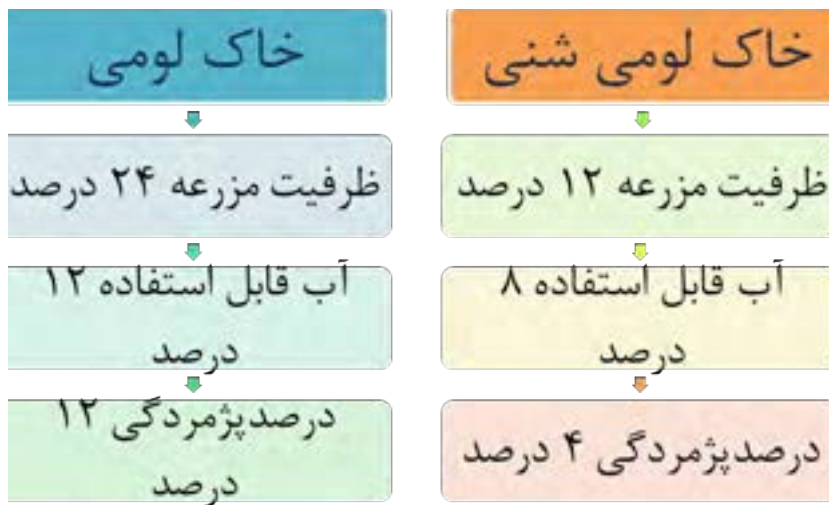 خاک لومی شنی
ظرفیت مزرعه ۱۲ درصد
آب قابل استفاده ۸
درصد
درصدپژمردگی ۴ درصد
خاک لومی
ظرفیت مزرعه ۲۴ درصد
آب قابل استفاده ۱۲
درصد
درصدپژمردگی ۱۲
درصد